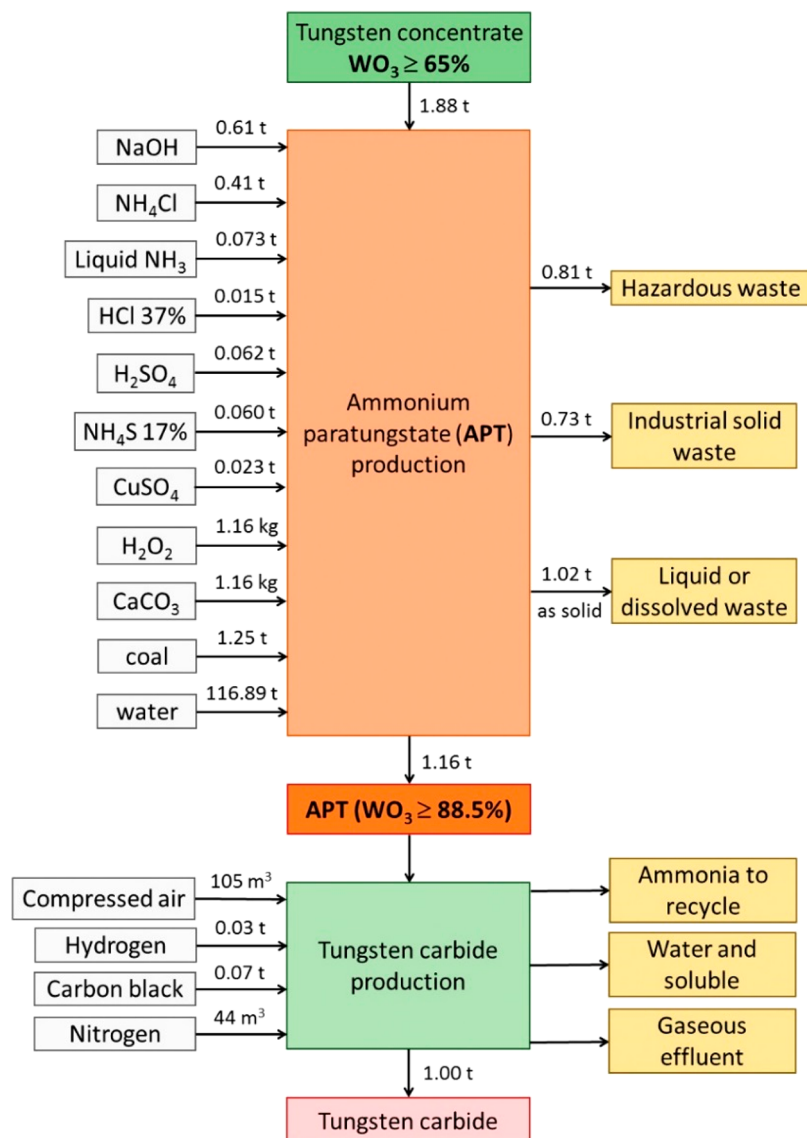 Tungsten concentrate
WO₃ ≥ 65%
1.88 t
NaOH
0.61 t
NH₄Cl
0.41 t
Liquid NH₃
0.073 t
HCl 37%
0.015 t
H₂SO₄
0.062 t
NH₄S 17%
0.060 t
CuSO₄
0.023 t
H₂O₂
1.16 kg
CaCO₃
1.16 kg
coal
1.25 t
water
116.89 t
Ammonium
paratungstate (APT)
production
0.81 t
Hazardous waste
0.73 t
Industrial solid
waste
1.02 t
as solid
Liquid or
dissolved waste
1.16 t
APT (WO₃ ≥ 88.5%)
Compressed air
105 m³
Hydrogen
0.03 t
Carbon black
0.07 t
Nitrogen
44 m³
Tungsten carbide
production
Ammonia to
recycle
Water and
soluble
Gaseous
effluent
1.00 t
Tungsten carbide